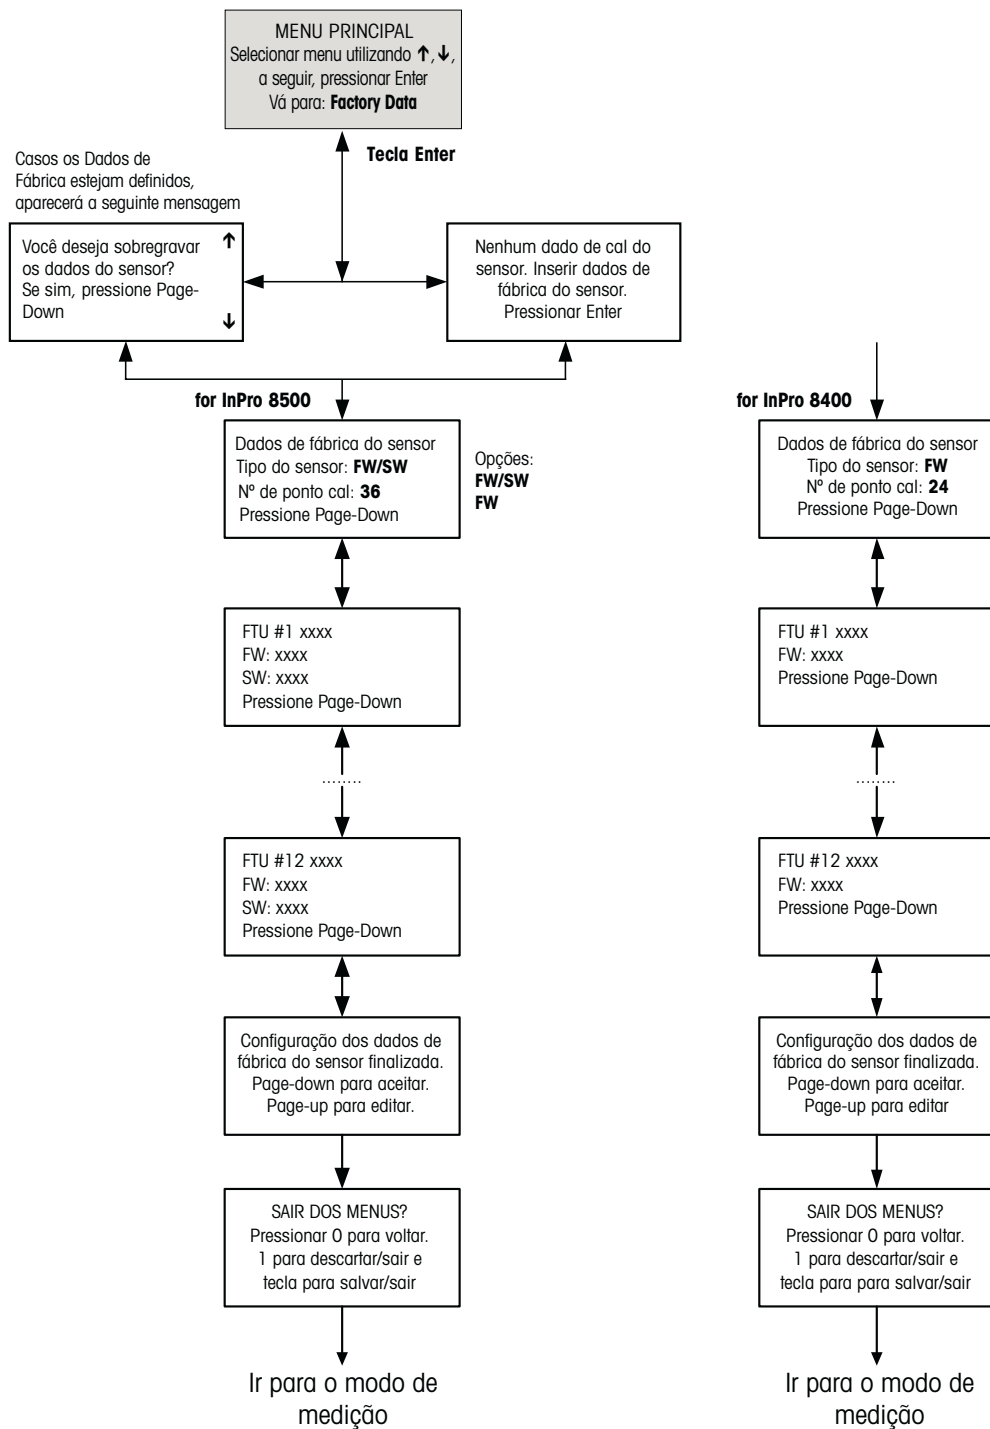 MENU PRINCIPAL
Selecionar menu utilizando ↑,↓,
a seguir, pressionar Enter
Vá para: Factory Data
Tecla Enter
Casos os Dados de
Fábrica estejam definidos,
aparecerá a seguinte mensagem
Você deseja sobregravar
os dados do sensor?
Se sim, pressione Page-
Down
↑
↓
Nenhum dado de cal do
sensor. Inserir dados de
fábrica do sensor.
Pressionar Enter
for InPro 8500
Dados de fábrica do sensor
Tipo do sensor: FW/SW
Nº de ponto cal: 36
Pressione Page-Down
Opções:
FW/SW
FW
FTU #1 xxxx
FW: xxxx
SW: xxxx
Pressione Page-Down
........
FTU #12 xxxx
FW: xxxx
SW: xxxx
Pressione Page-Down
Configuração dos dados de
fábrica do sensor finalizada.
Page-down para aceitar.
Page-up para editar.
SAIR DOS MENUS?
Pressionar 0 para voltar.
1 para descartar/sair e
tecla para salvar/sair
Ir para o modo de
medição
for InPro 8400
Dados de fábrica do sensor
Tipo do sensor: FW
Nº de ponto cal: 24
Pressione Page-Down
FTU #1 xxxx
FW: xxxx
Pressione Page-Down
........
FTU #12 xxxx
FW: xxxx
Pressione Page-Down
Configuração dos dados de
fábrica do sensor finalizada.
Page-down para aceitar.
Page-up para editar
SAIR DOS MENUS?
Pressionar 0 para voltar.
1 para descartar/sair e
tecla para para salvar/sair
Ir para o modo de
medição